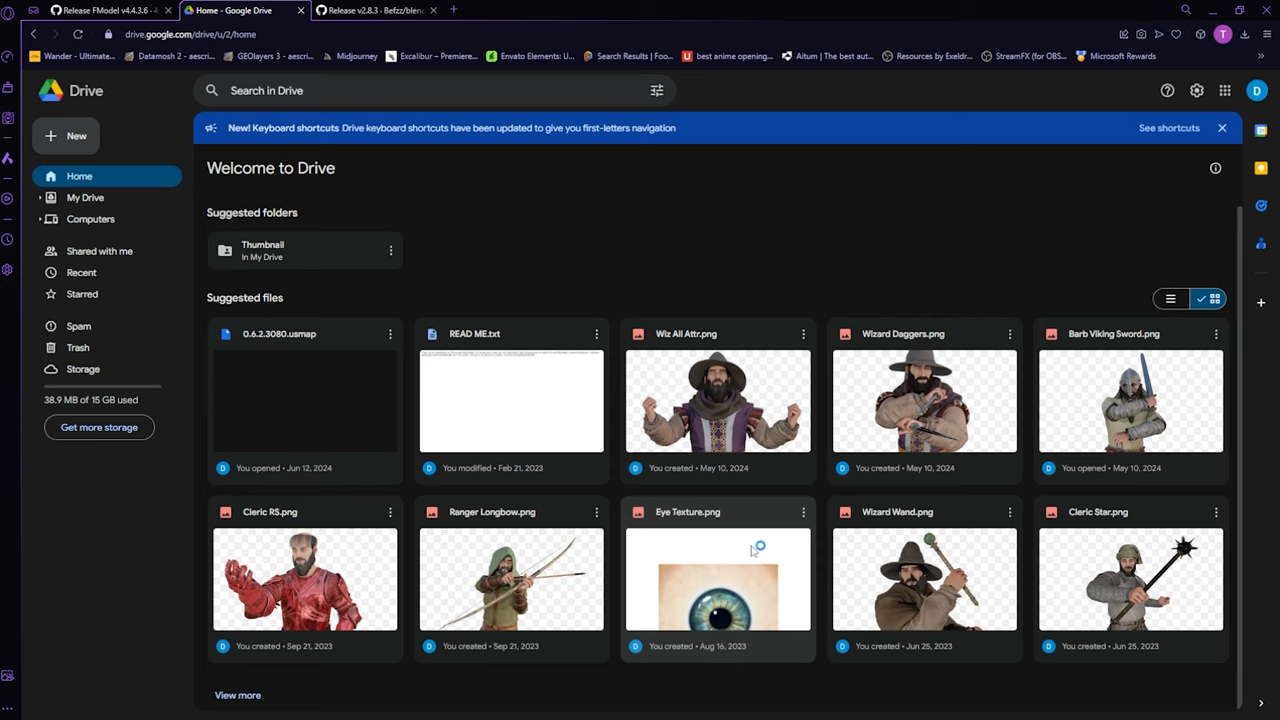 Release FModel v4.4.3.6 · 4
Home - Google Drive
Release v2.8.3 · Befzz/blen
drive.google.com/drive/u/2/home
T
Wander - Ultimate...
Datamosh 2 - aescri...
GEOlayers 3 - aescri...
Midjourney
Excalibur – Premiere...
Envato Elements: U...
Search Results | Foo...
best anime opening...
Aitum | The best aut...
Resources by Exeldr...
StreamFX (for OBS...
Microsoft Rewards
Drive
Search in Drive
D
New
New! Keyboard shortcuts Drive keyboard shortcuts have been updated to give you first-letters navigation
See shortcuts
Home
My Drive
Computers
Shared with me
Recent
Starred
Spam
Trash
Storage
38.9 MB of 15 GB used
Get more storage
Welcome to Drive
Suggested folders
Thumbnail
In My Drive
Suggested files
0.6.2.3080.usmap
READ ME.txt
Wiz All Attr.png
Wizard Daggers.png
Barb Viking Sword.png
D You opened • Jun 12, 2024
D You modified • Feb 21, 2023
D You created • May 10, 2024
D You created • May 10, 2024
D You opened • May 10, 2024
Cleric RS.png
Ranger Longbow.png
Eye Texture.png
Wizard Wand.png
Cleric Star.png
D You created • Sep 21, 2023
D You created • Sep 21, 2023
D You created • Aug 16, 2023
D You created • Jun 25, 2023
D You created • Jun 25, 2023
View more